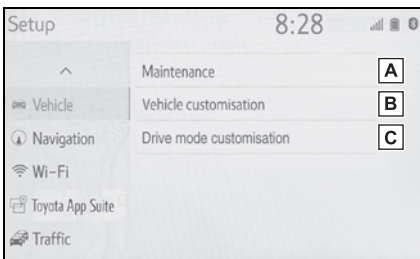 Setup 8:28
Maintenance A
Vehicle Vehicle customisation B
Navigation Drive mode customisation C
Wi-Fi
Toyota App Suite
Traffic